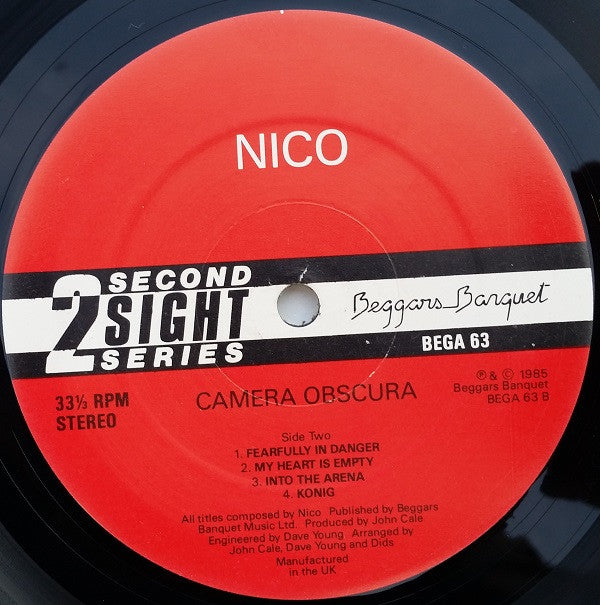 NICO
2 SECOND
SIGHT
SERIES
Beggars Banquet
BEGA 63
33⅓ RPM
STEREO
CAMERA OBSCURA
℗ & © 1985
Beggars Banquet
BEGA 63 B
Side Two
1. FEARFULLY IN DANGER
2. MY HEART IS EMPTY
3. INTO THE ARENA
4. KONIG
All titles composed by Nico Published by Beggars
Banquet Music Ltd. Produced by John Cale
Engineered by Dave Young Arranged by
John Cale, Dave Young and Dids
Manufactured
in the UK